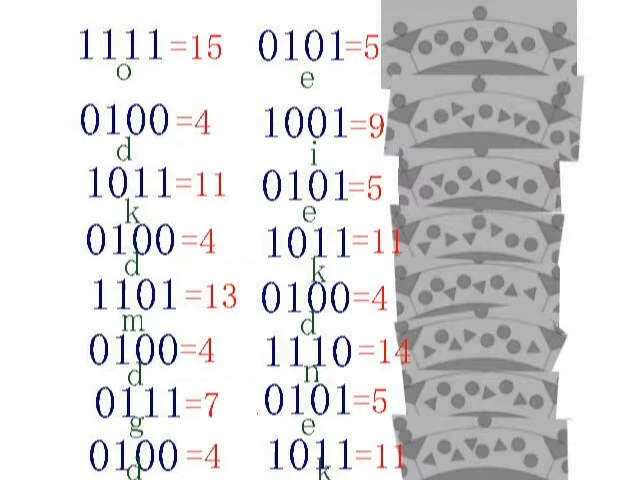 1111=15 0101=5
o e
0100=4 1001=9
d i
1011=11 0101=5
k e
0100=4 1011=11
d k
1101=13 0100=4
m d
0100=4 1110=14
d n
0111=7 0101=5
g e
0100=4 1011=11
d k